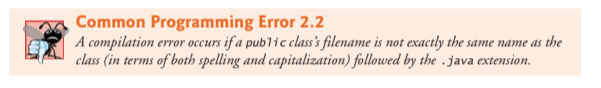 Common Programming Error 2.2
A compilation error occurs if a public class's filename is not exactly the same name as the
class (in terms of both spelling and capitalization) followed by the .java extension.